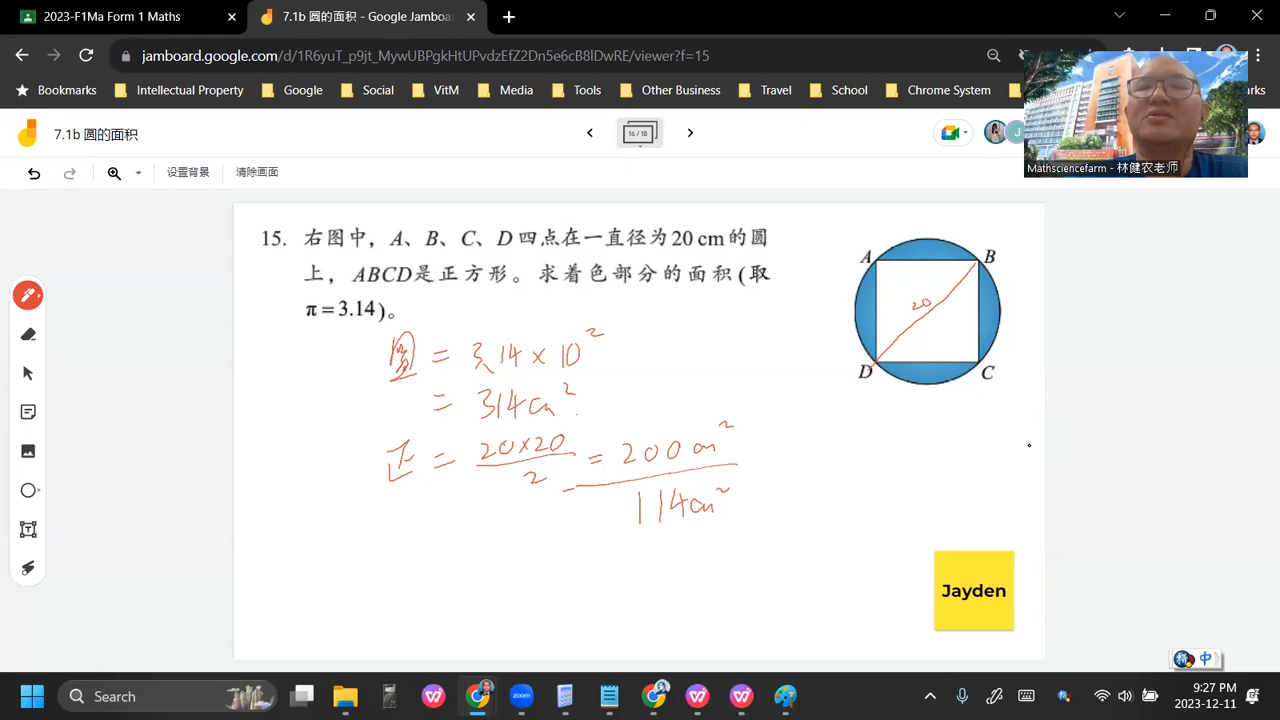 2023-F1Ma Form 1 Maths
7.1b 圆的面积 - Google Jamboard
jamboard.google.com/d/1R6yuT_p9jt_MywUBPgkHtUPvdzEfZ2Dn5e6cB8lDwRE/viewer?f=15
Bookmarks Intellectual Property Google Social VitM Media Tools Other Business Travel School Chrome System
Mathsciencefarm - 林健农老师
7.1b 圆的面积
16 / 18
J
设置背景 清除画面
15. 右图中，A、B、C、D 四点在一直径为 20 cm 的圆
上，ABCD 是正方形。求着色部分的面积 (取
π = 3.14)。
A B
20
D C
圆 = 3.14 × 10²
= 314 cm²
正 = 20×20/2 = 200 cm²
114 cm²
Jayden
中
Search
9:27 PM
2023-12-11